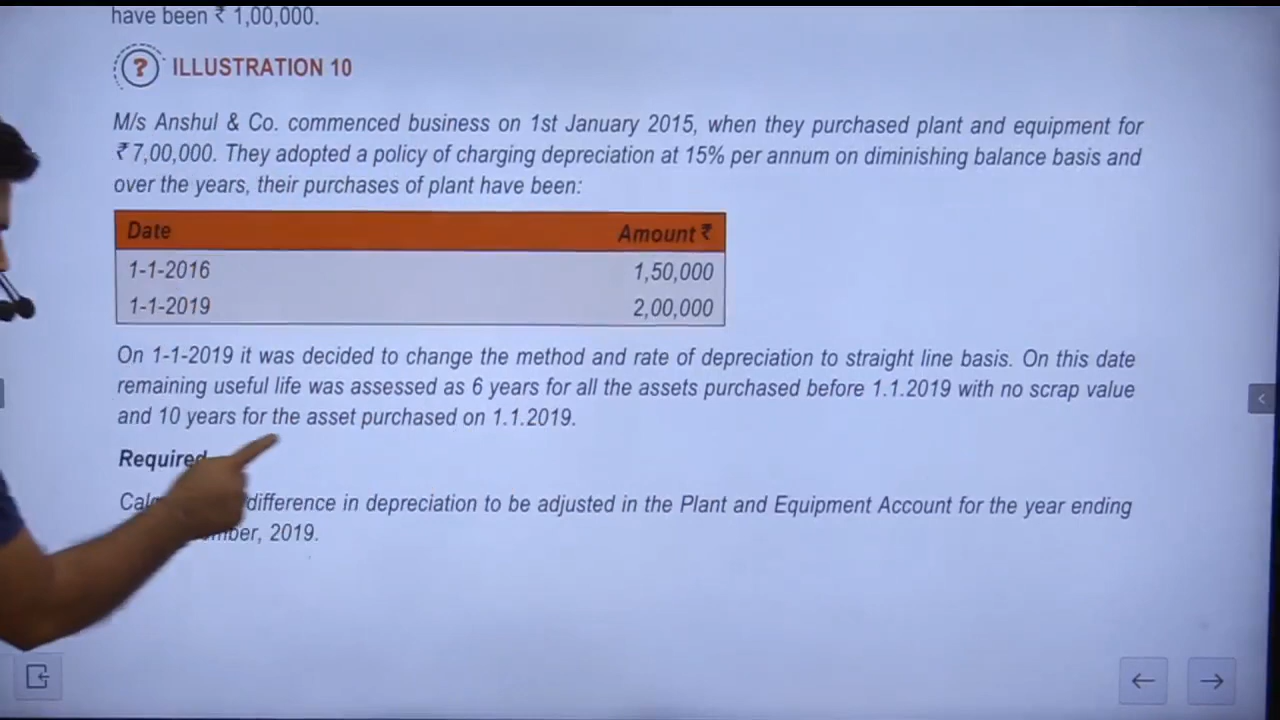 have been ₹ 1,00,000.
? ILLUSTRATION 10
M/s Anshul & Co. commenced business on 1st January 2015, when they purchased plant and equipment for
₹ 7,00,000. They adopted a policy of charging depreciation at 15% per annum on diminishing balance basis and
over the years, their purchases of plant have been:
Date Amount ₹
1-1-2016 1,50,000
1-1-2019 2,00,000
On 1-1-2019 it was decided to change the method and rate of depreciation to straight line basis. On this date
remaining useful life was assessed as 6 years for all the assets purchased before 1.1.2019 with no scrap value
and 10 years for the asset purchased on 1.1.2019.
Required
difference in depreciation to be adjusted in the Plant and Equipment Account for the year ending
2019.